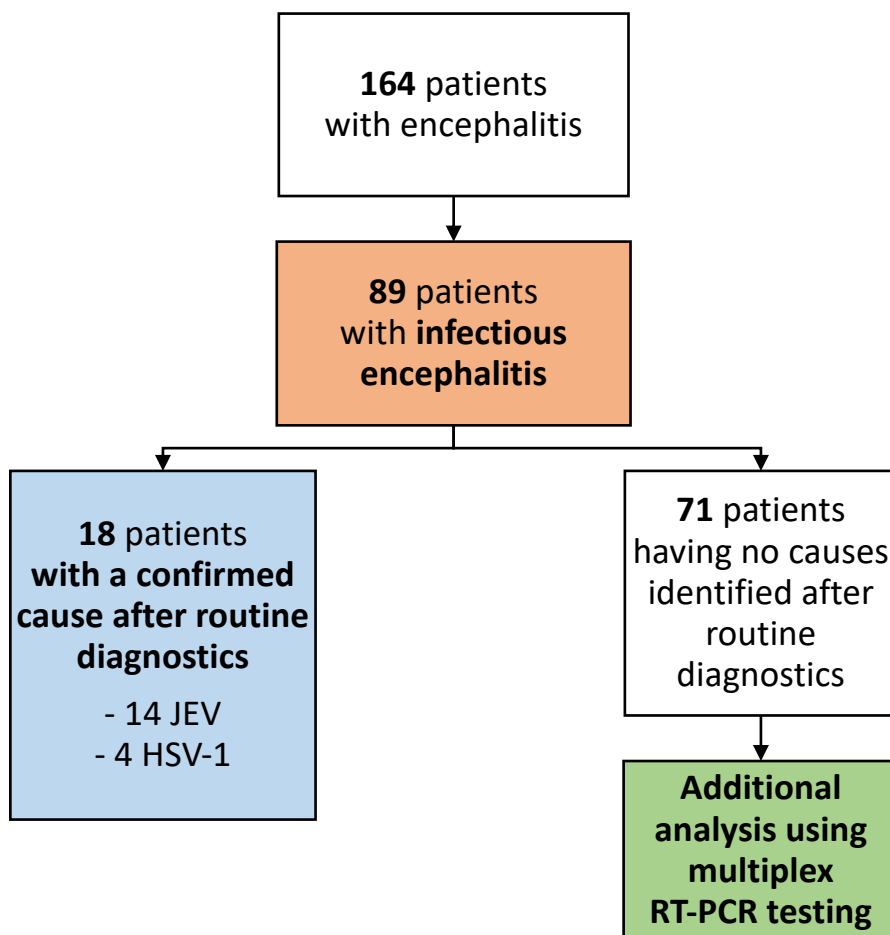 164 patients
with encephalitis
89 patients
with infectious
encephalitis
18 patients
with a confirmed
cause after routine
diagnostics
- 14 JEV
- 4 HSV-1
71 patients
having no causes
identified after
routine
diagnostics
Additional
analysis using
multiplex
RT-PCR testing